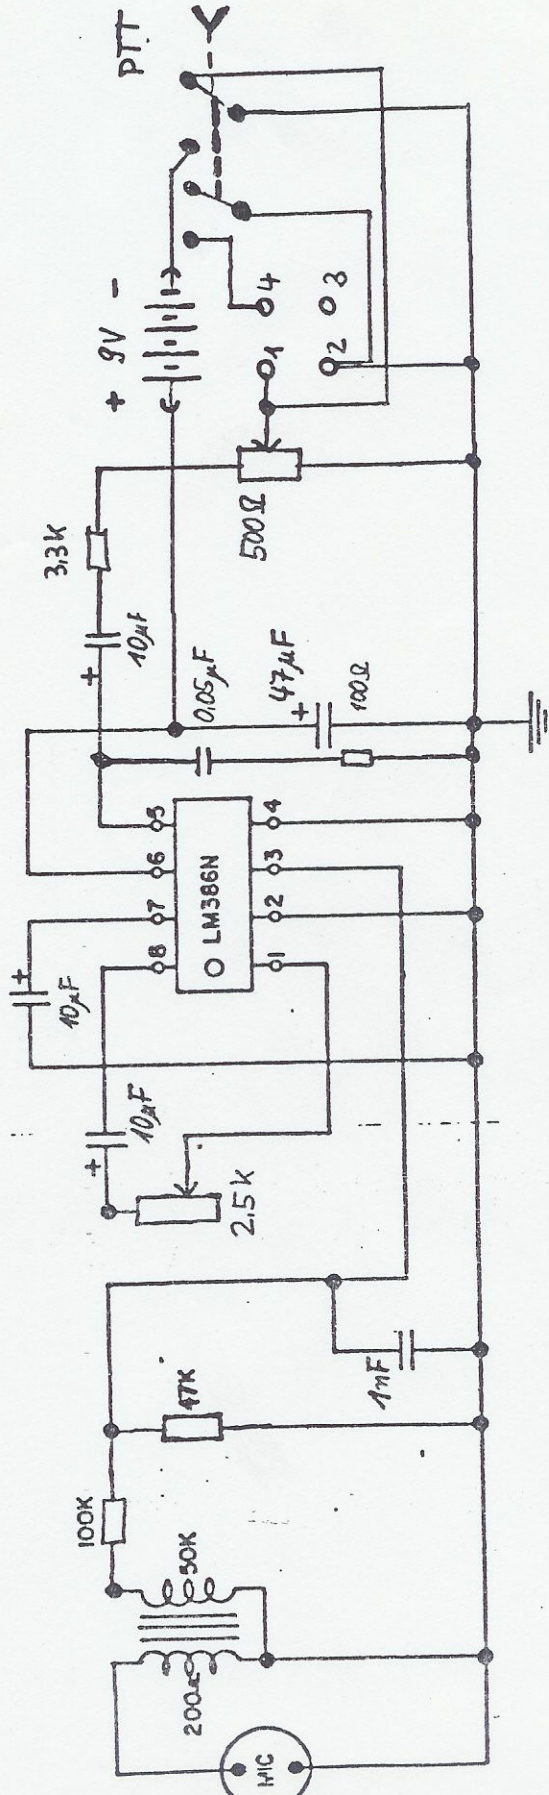 MIC
200Ω
50K
100K
47K
1nF
2.5K
10µF
+
10µF
+
LM386N
8
7
6
5
1
2
3
4
0,05µF
47µF
+
100Ω
+
10µF
3,3K
500Ω
+ 9V -
1
4
2
3
PTT